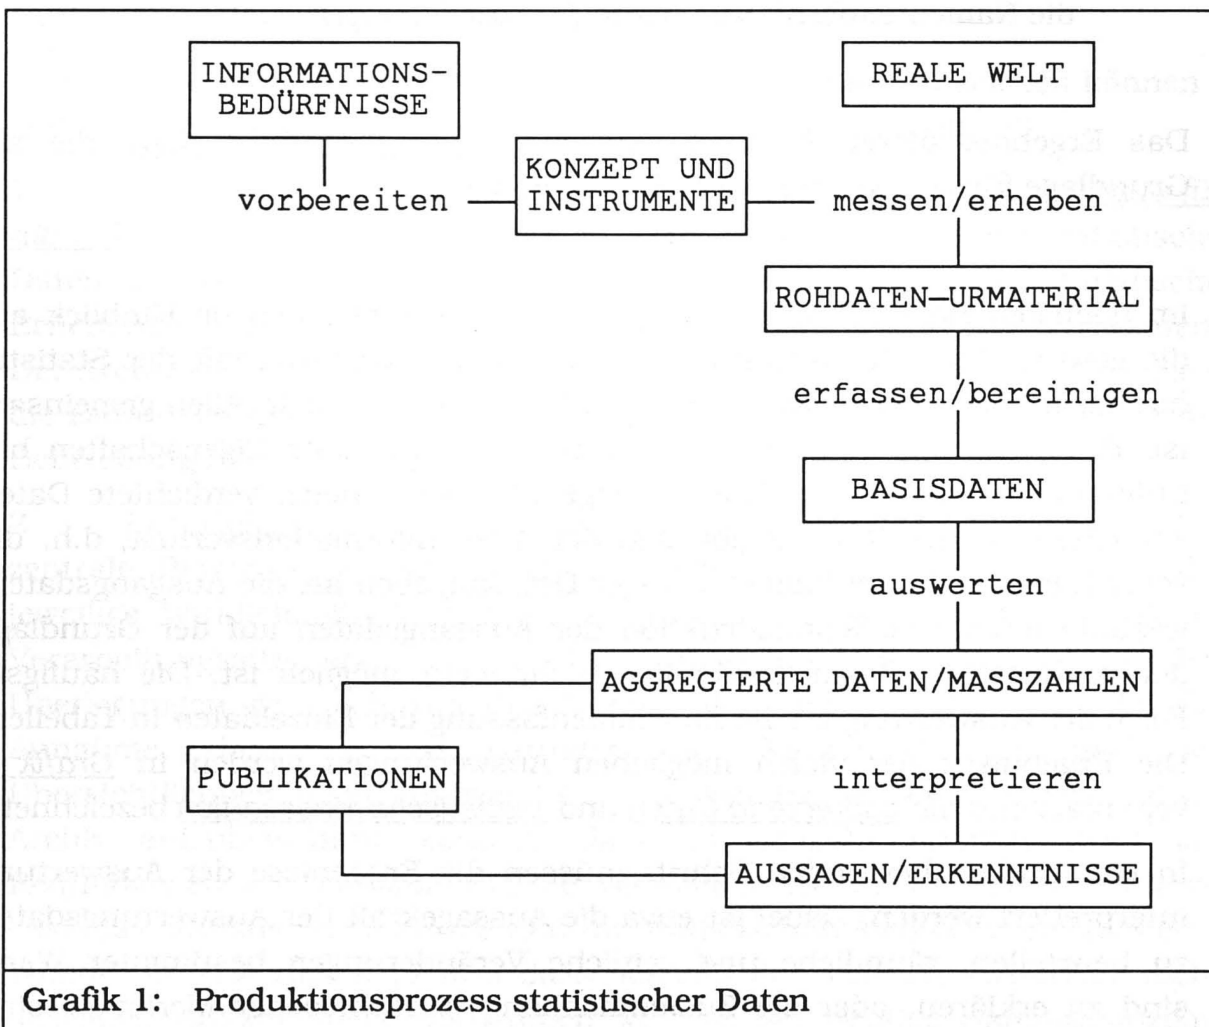 INFORMATIONS–
BEDÜRFNISSE
REALE WELT
vorbereiten
KONZEPT UND
INSTRUMENTE
messen/erheben
ROHDATEN–URMATERIAL
erfassen/bereinigen
BASISDATEN
auswerten
AGGREGIERTE DATEN/MASSZAHLEN
PUBLIKATIONEN
interpretieren
AUSSAGEN/ERKENNTNISSE
Grafik 1: Produktionsprozess statistischer Daten